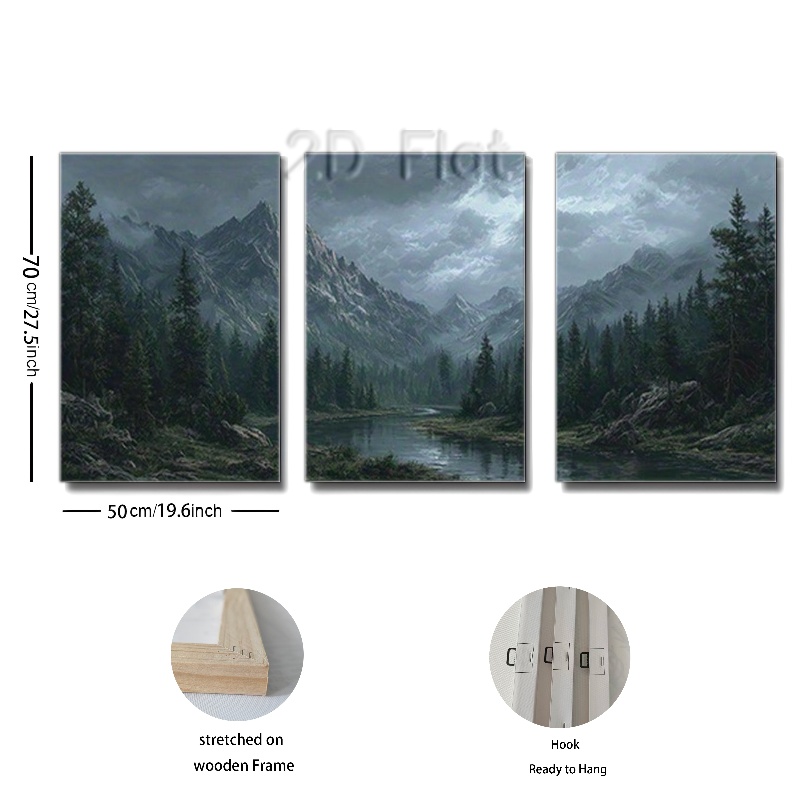 2D Flat
70 cm/27.5inch
50cm/19.6inch
stretched on
wooden Frame
Hook
Ready to Hang